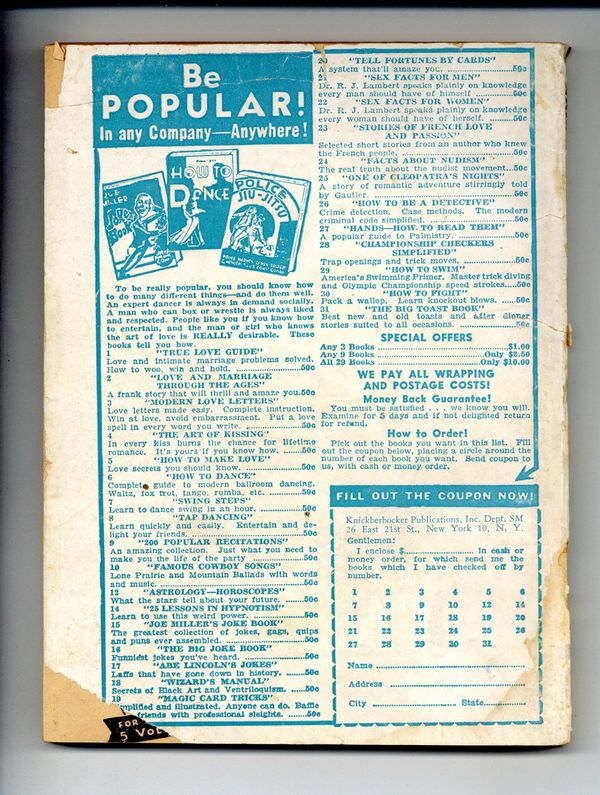 Be
POPULAR!
In any Company—Anywhere!
JOE
MILLER
JOKE
BOOK
HOW TO
DANCE
POLICE
JIU-JITSU
To be really popular, you should know how
to do many different things—and do them well.
An expert dancer is always in demand socially.
A man who can box or wrestle is always liked
and respected. People like you if you know how
to entertain, and the man or girl who knows
the art of love is REALLY desirable. These
books tell you how.
1 "TRUE LOVE GUIDE"
Love and intimate marriage problems solved.
How to woo, win and hold. ....................50c
2 "LOVE AND MARRIAGE
THROUGH THE AGES"
A frank story that will thrill and amaze you.50c
3 "MODERN LOVE LETTERS"
Love letters made easy. Complete instruction.
Win at love, avoid embarrassment. Put a love
spell in every word you write. ................50c
4 "THE ART OF KISSING"
In every kiss burns the chance for lifetime
romance. It's yours if you know how. ......50c
5 "HOW TO MAKE LOVE"
Love secrets you should know. ................50c
6 "HOW TO DANCE"
Complete guide to modern ballroom dancing.
Waltz, fox trot, tango, rumba, etc. ..........50c
7 "SWING STEPS"
Learn to dance swing in an hour. ............50c
8 "TAP DANCING"
Learn quickly and easily. Entertain and de-
light your friends. ................................50c
9 "200 POPULAR RECITATIONS"
An amazing collection. Just what you need to
make you the life of the party ................50c
10 "FAMOUS COWBOY SONGS"
Lone Prairie and Mountain Ballads with words
and music. ............................................50c
12 "ASTROLOGY—HOROSCOPES"
What the stars tell about your future. ......50c
14 "25 LESSONS IN HYPNOTISM"
Learn to use this weird power. ................50c
15 "JOE MILLER'S JOKE BOOK"
The greatest collection of jokes, gags, quips
and puns ever assembled. ......................50c
16 "THE BIG JOKE BOOK"
Funniest jokes you've heard. ..................50c
17 "ABE LINCOLN'S JOKES"
Laffs that have gone down in history. ......50c
18 "WIZARD'S MANUAL"
Secrets of Black Art and Ventriloquism. ....50c
19 "MAGIC CARD TRICKS"
and illustrated. Anyone can do. Baffle
friends with professional sleights. ......50c
FOR
5 VOL
20 "TELL FORTUNES BY CARDS"
A system that'll amaze you. ....................50c
21 "SEX FACTS FOR MEN"
Dr. R. J. Lambert speaks plainly on knowledge
every man should have of himself ............50c
22 "SEX FACTS FOR WOMEN"
Dr. R. J. Lambert speaks plainly on knowledge
every woman should have of herself. ........50c
23 "STORIES OF FRENCH LOVE
AND PASSION"
Selected short stories from an author who knew
the French people. ................................50c
24 "FACTS ABOUT NUDISM"
The real truth about the nudist movement..50c
25 "ONE OF CLEOPATRA'S NIGHTS"
A story of romantic adventure stirringly told
by Gautier. ............................................50c
26 "HOW TO BE A DETECTIVE"
Crime detection. Case methods. The modern
criminal code simplified. ........................50c
27 "HANDS—HOW TO READ THEM"
A popular guide to Palmistry. ..................50c
28 "CHAMPIONSHIP CHECKERS
SIMPLIFIED"
Trap openings and trick moves. ..............50c
29 "HOW TO SWIM"
America's Swimming Primer. Master trick diving
and Olympic Championship speed strokes....50c
30 "HOW TO FIGHT"
Pack a wallop. Learn knockout blows. ......50c
31 "THE BIG TOAST BOOK"
Best new and old toasts and after dinner
stories suited to all occasions. ................50c
SPECIAL OFFERS
Any 3 Books ....................................$1.00
Any 9 Books ............................Only $2.50
All 29 Books ..........................Only $10.00
WE PAY ALL WRAPPING
AND POSTAGE COSTS!
Money Back Guarantee!
You must be satisfied . . . we know you will.
Examine for 5 days and if not delighted return
for refund.
How to Order!
Pick out the books you want in this list. Fill
out the coupon below, placing a circle around the
number of each book you want. Send coupon to
us, with cash or money order.
FILL OUT THE COUPON NOW!
Knickberbocker Publications, Inc. Dept. SM
26 East 21st St., New York 10, N. Y.
Gentlemen:
I enclose $.................... in cash or
money order, for which send me the
books which I have checked off by
number.
1 2 3 4 5 6
7 8 9 10 12 14
15 16 17 18 19 20
21 22 23 24 25 26
27 28 29 30 31
Name ........................................
Address ........................................
City .................... State....................